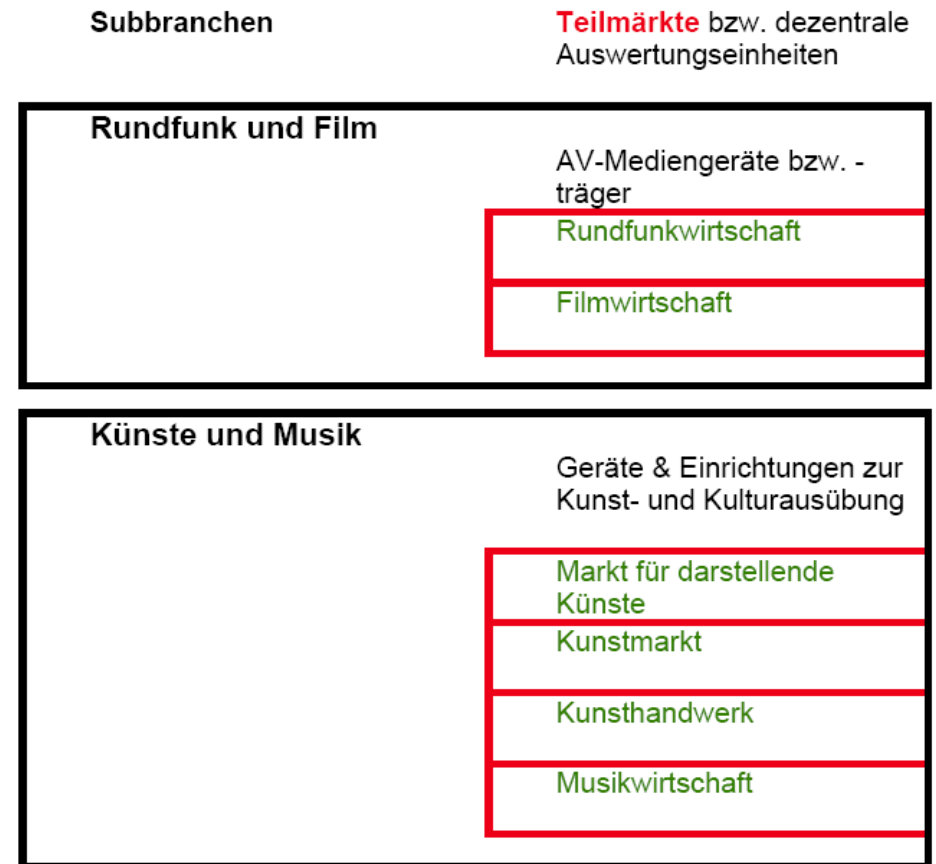 Subbranchen
Teilmärkte bzw. dezentrale
Auswertungseinheiten
Rundfunk und Film
AV-Mediengeräte bzw. -
träger
Rundfunkwirtschaft
Filmwirtschaft
Künste und Musik
Geräte & Einrichtungen zur
Kunst- und Kulturausübung
Markt für darstellende
Künste
Kunstmarkt
Kunsthandwerk
Musikwirtschaft